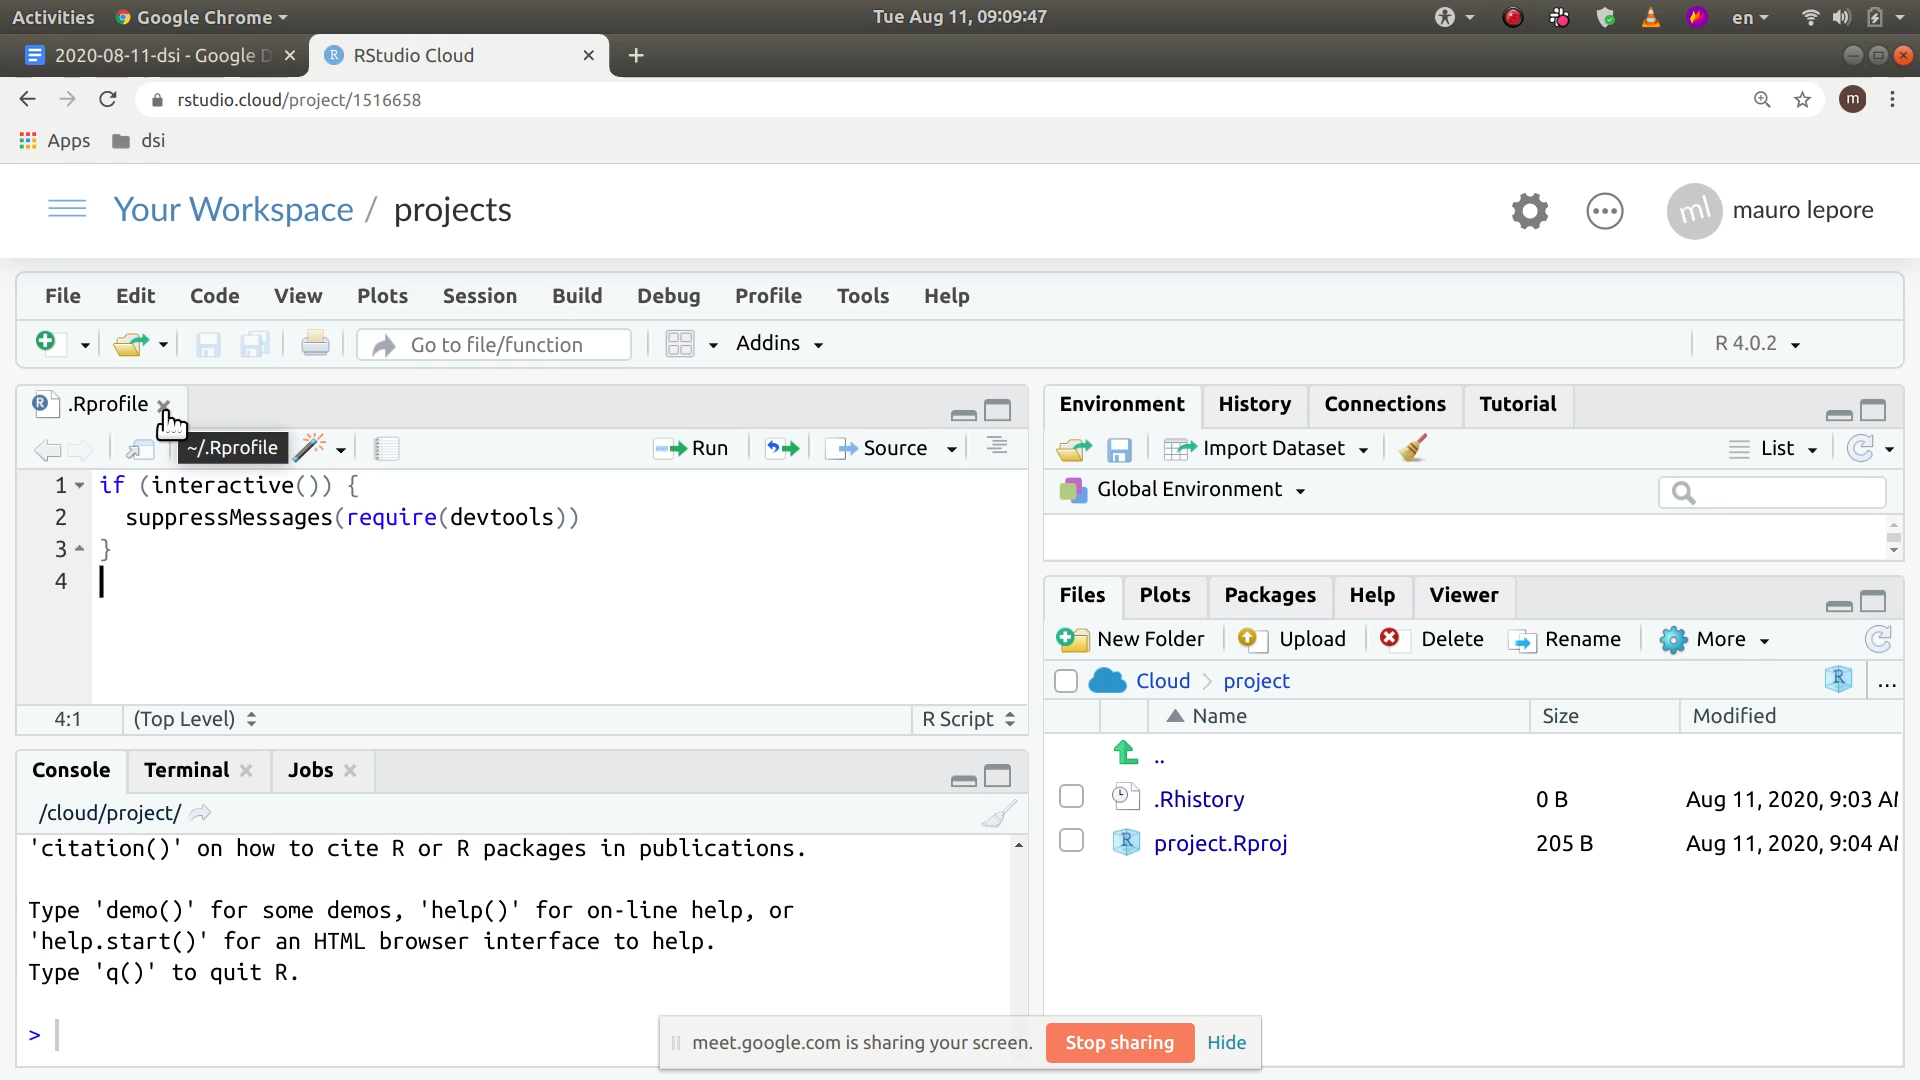 Activities Google Chrome Tue Aug 11, 09:09:47 en
2020-08-11-dsi - Google D RStudio Cloud
rstudio.cloud/project/1516658 m
Apps dsi
Your Workspace / projects ml mauro lepore
File Edit Code View Plots Session Build Debug Profile Tools Help
Go to file/function Addins R 4.0.2
.Rprofile
~/.Rprofile Run Source
1 if (interactive()) {
2 suppressMessages(require(devtools))
3 }
4
4:1 (Top Level) R Script
Console Terminal Jobs
/cloud/project/
'citation()' on how to cite R or R packages in publications.
Type 'demo()' for some demos, 'help()' for on-line help, or
'help.start()' for an HTML browser interface to help.
Type 'q()' to quit R.
>
Environment History Connections Tutorial
Import Dataset List
Global Environment
Files Plots Packages Help Viewer
New Folder Upload Delete Rename More
Cloud > project R ...
Name Size Modified
..
.Rhistory 0 B Aug 11, 2020, 9:03 AM
project.Rproj 205 B Aug 11, 2020, 9:04 AM
meet.google.com is sharing your screen. Stop sharing Hide